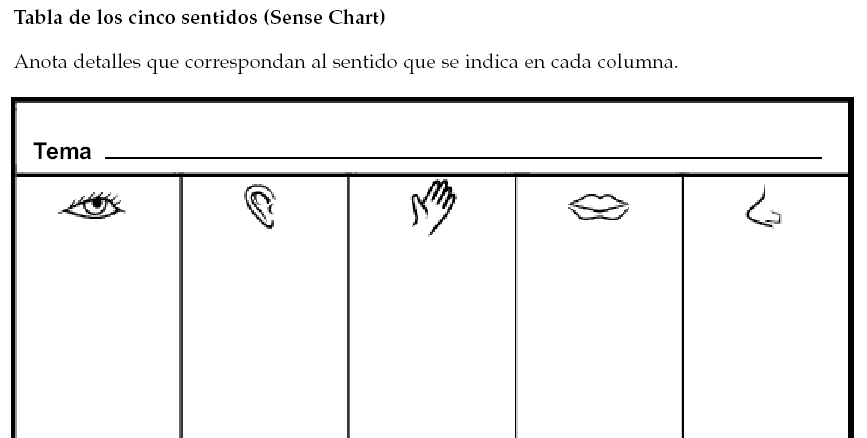 Tabla de los cinco sentidos (Sense Chart)
Anota detalles que correspondan al sentido que se indica en cada columna.
Tema